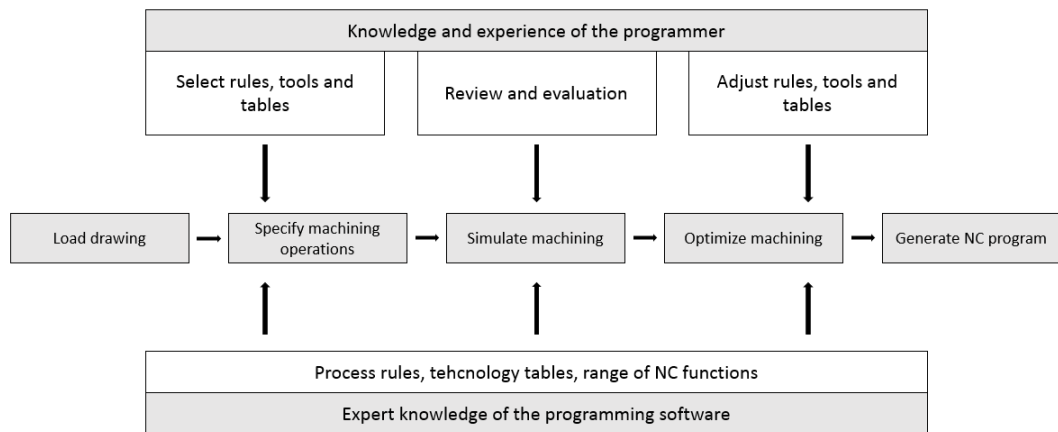 Knowledge and experience of the programmer
Select rules, tools and
tables
Review and evaluation
Adjust rules, tools and
tables
Load drawing
Specify machining
operations
Simulate machining
Optimize machining
Generate NC program
Process rules, tehcnology tables, range of NC functions
Expert knowledge of the programming software